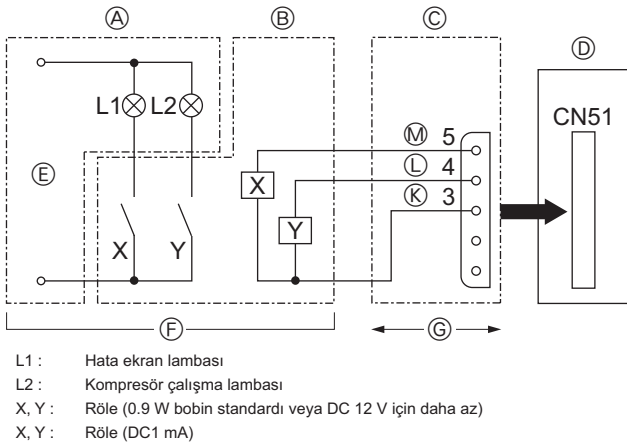 Ⓐ Ⓑ Ⓒ Ⓓ
L1 L2 CN51
Ⓜ 5
Ⓛ 4
Ⓔ X Ⓚ 3
Y
X Y
Ⓕ Ⓖ
L1 : Hata ekran lambası
L2 : Kompresör çalışma lambası
X, Y : Röle (0.9 W bobin standardı veya DC 12 V için daha az)
X, Y : Röle (DC1 mA)